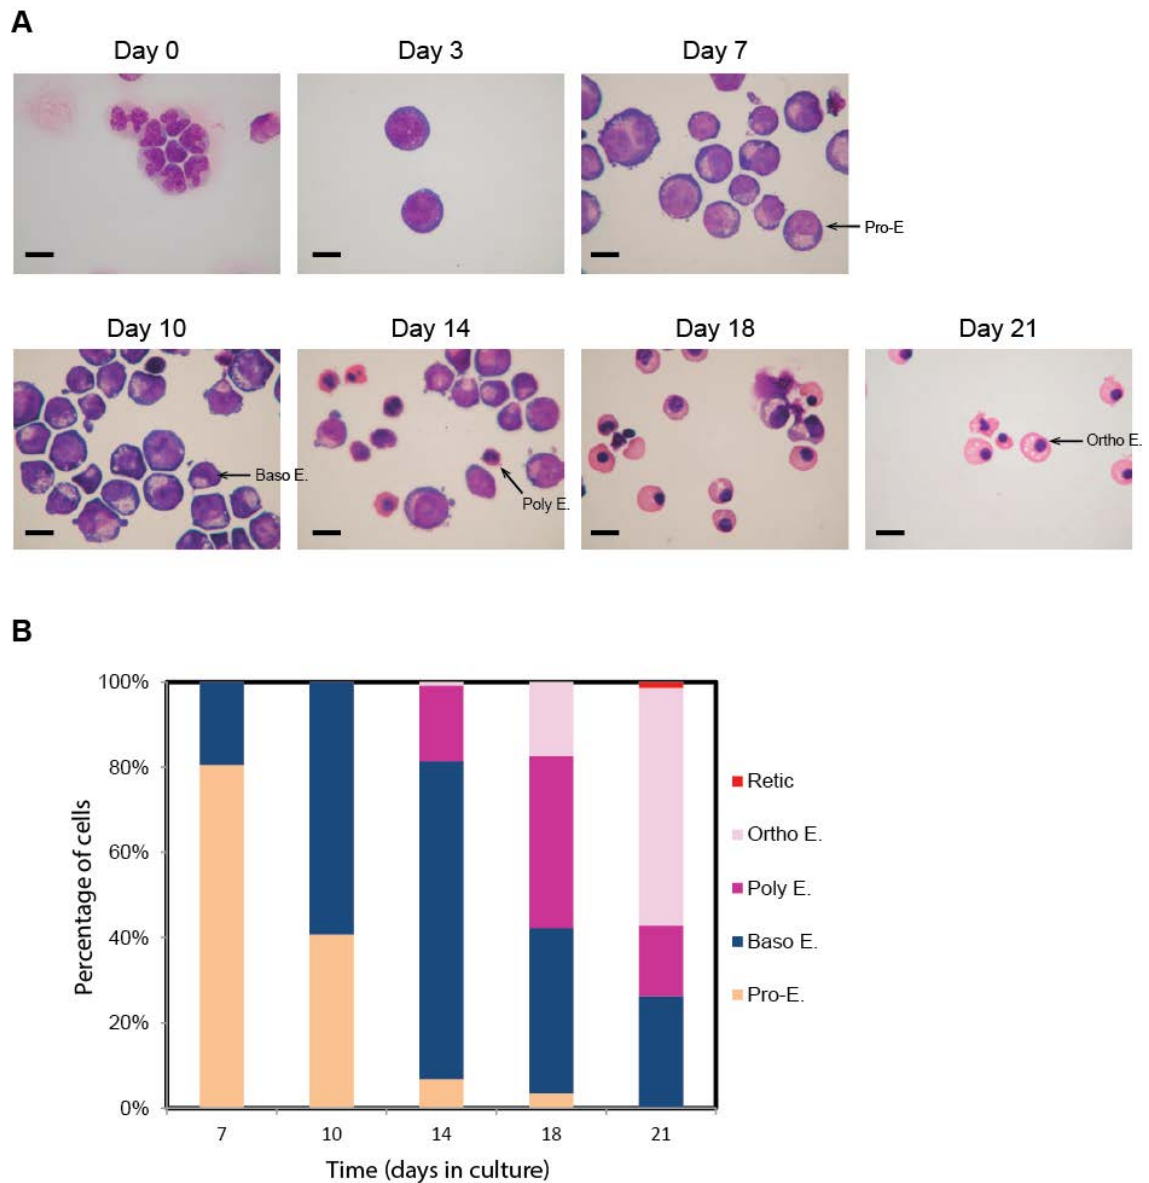 A
Day 0
Day 3
Day 7
Pro-E
Day 10
Day 14
Day 18
Day 21
Baso E.
Poly E.
Ortho E.
B
100%
80%
60%
40%
20%
0%
Percentage of cells
7 10 14 18 21
Time (days in culture)
Retic
Ortho E.
Poly E.
Baso E.
Pro-E.